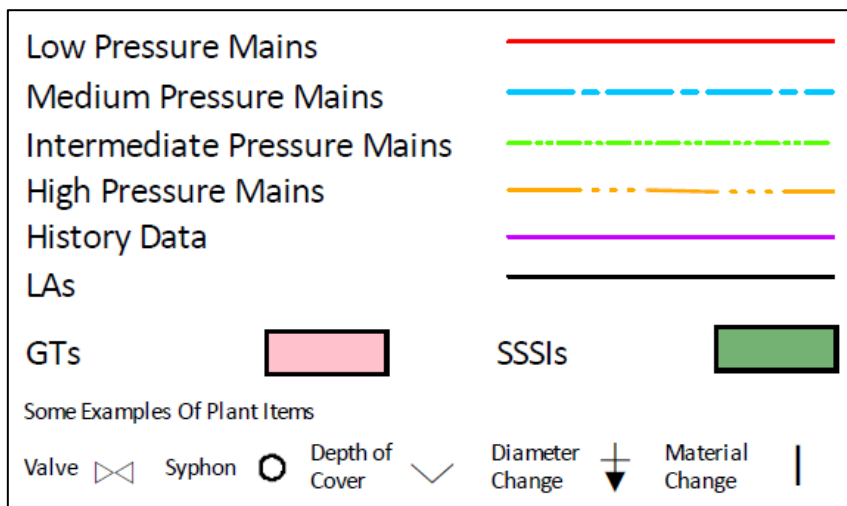 Low Pressure Mains
Medium Pressure Mains
Intermediate Pressure Mains
High Pressure Mains
History Data
LAs
GTs SSSIs
Some Examples Of Plant Items
Valve Syphon Depth of Cover Diameter Change Material Change